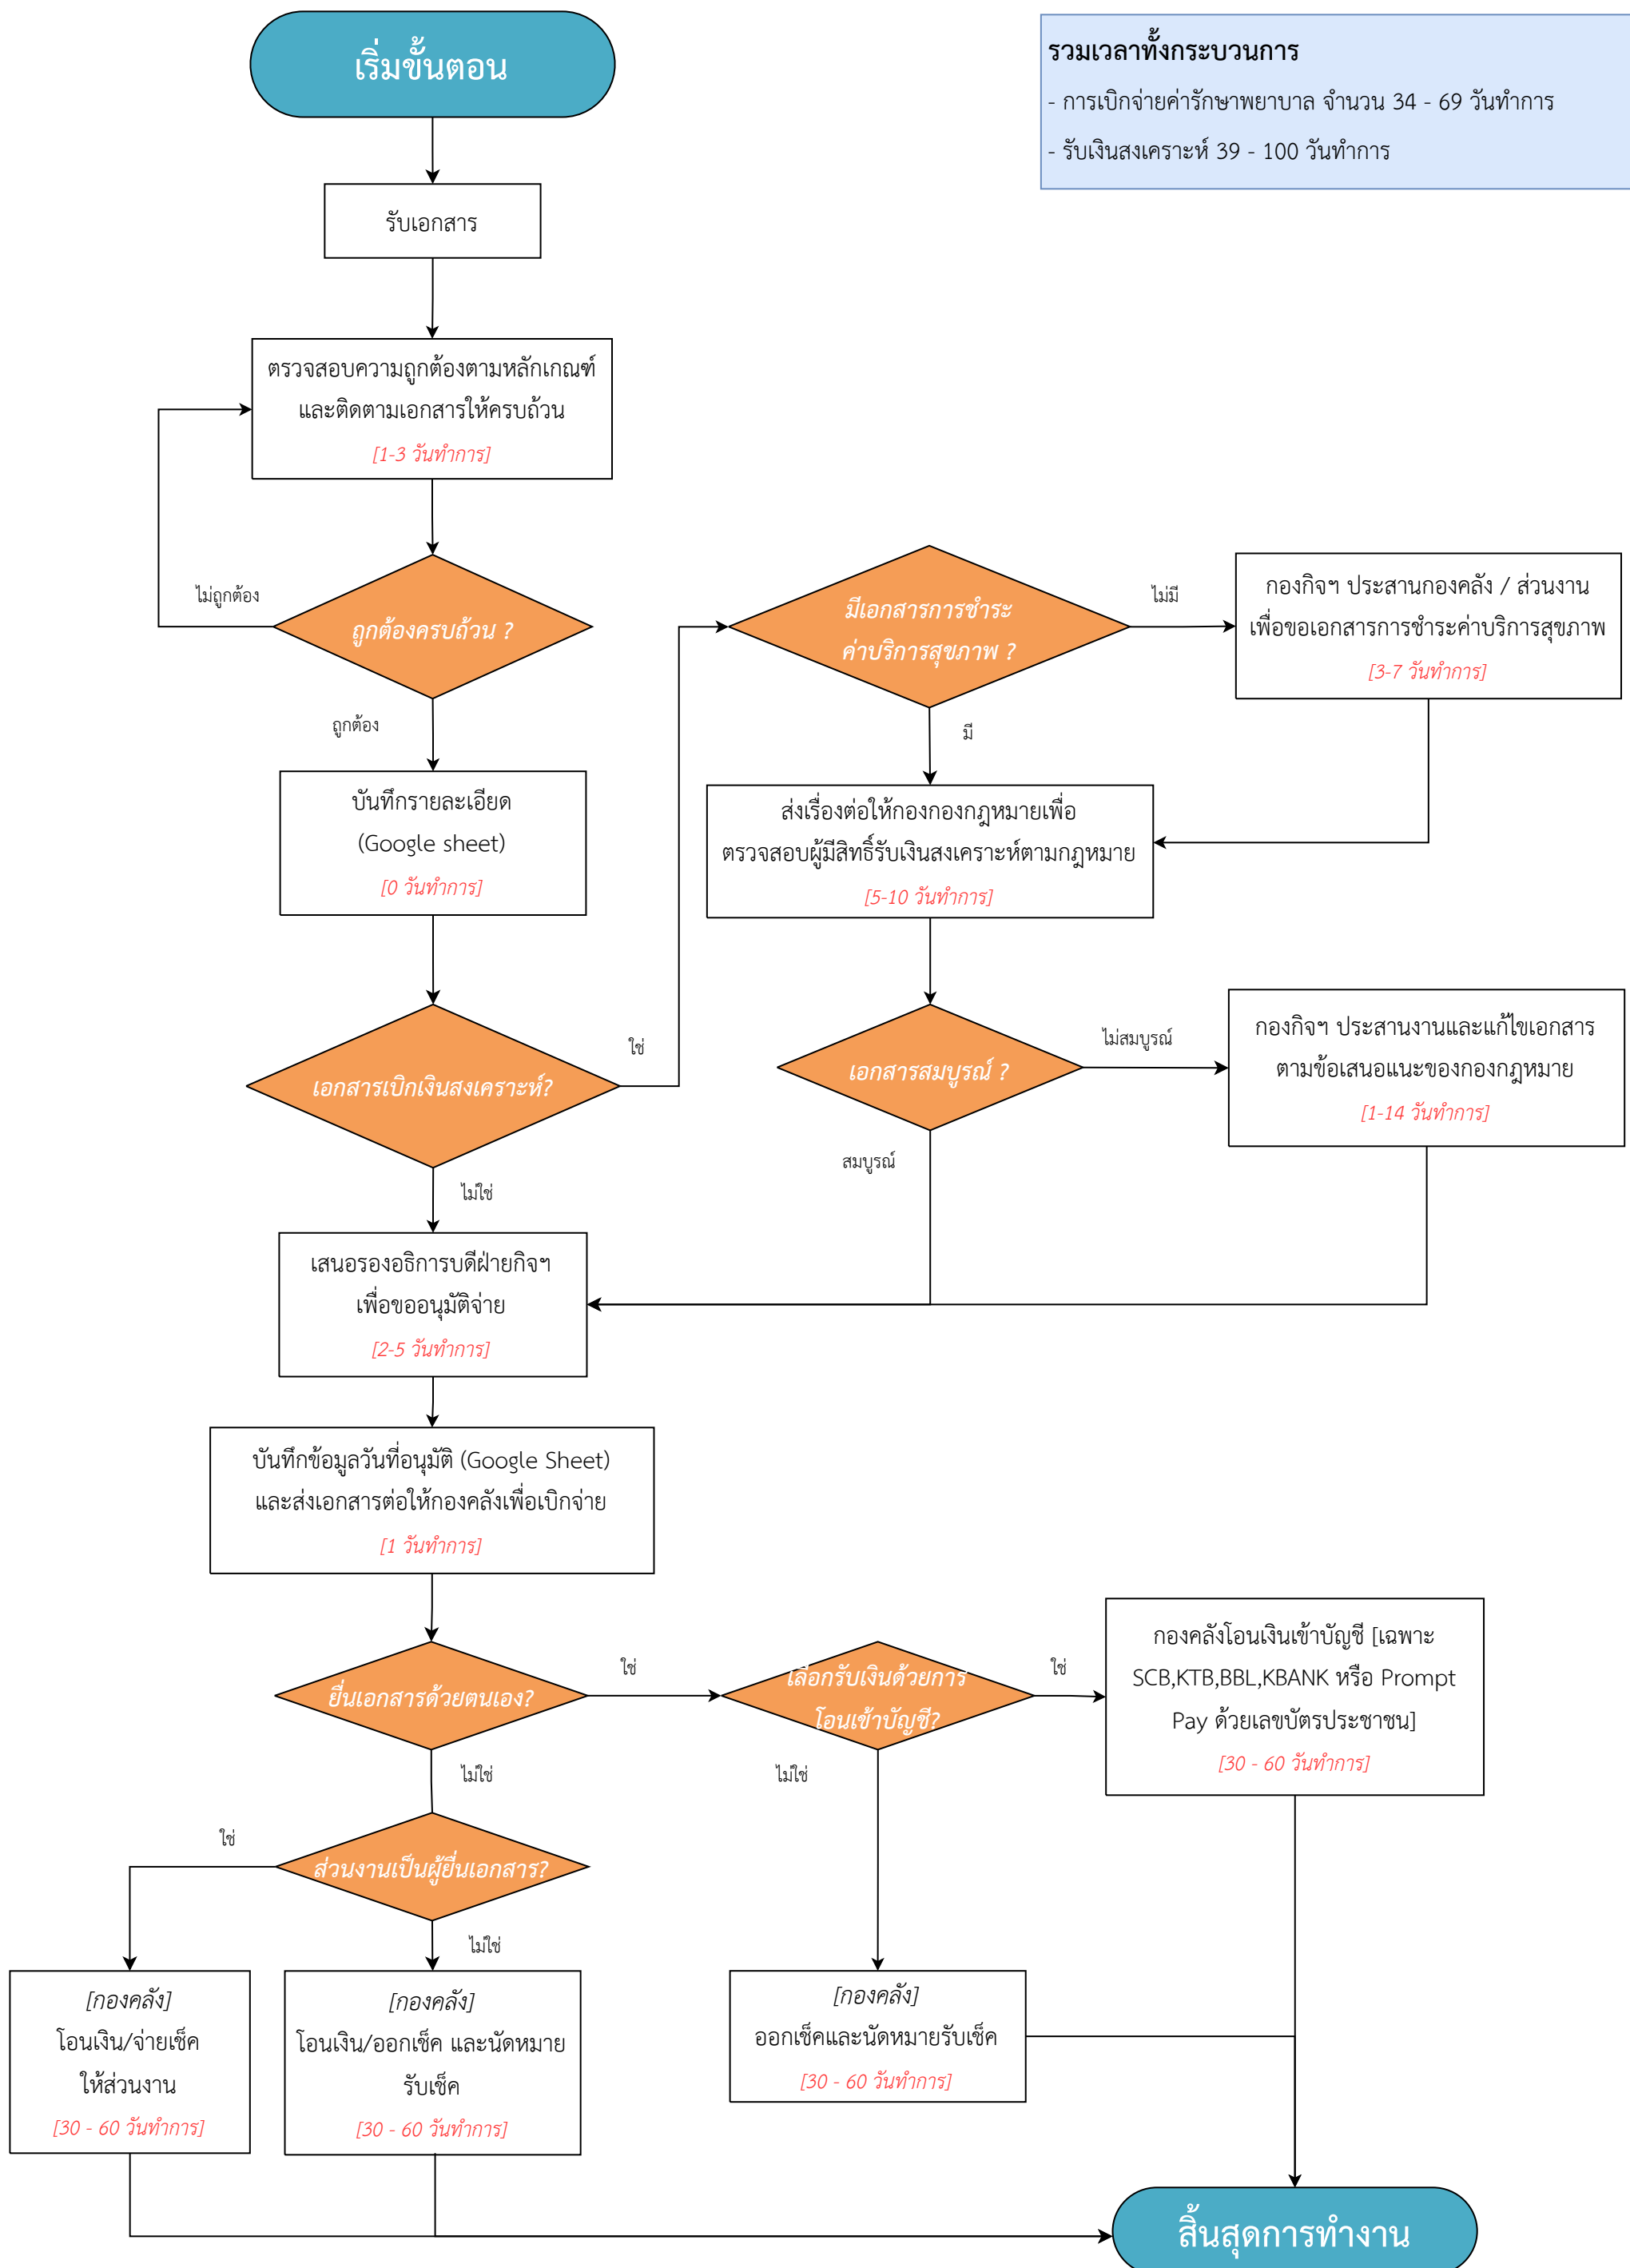 เริ่มขั้นตอน
รวมเวลาทั้งกระบวนการ
- การเบิกจ่ายค่ารักษาพยาบาล จำนวน 34 - 69 วันทำการ
- รับเงินสงเคราะห์ 39 - 100 วันทำการ
รับเอกสาร
ตรวจสอบความถูกต้องตามหลักเกณฑ์
และติดตามเอกสารให้ครบถ้วน
[1-3 วันทำการ]
ไม่ถูกต้อง
ถูกต้องครบถ้วน ?
ถูกต้อง
มีเอกสารการชำระ
ค่าบริการสุขภาพ ?
ไม่มี
กองกิจฯ ประสานกองคลัง / ส่วนงาน
เพื่อขอเอกสารการชำระค่าบริการสุขภาพ
[3-7 วันทำการ]
มี
บันทึกรายละเอียด
(Google sheet)
[0 วันทำการ]
ส่งเรื่องต่อให้กองกองกฎหมายเพื่อ
ตรวจสอบผู้มีสิทธิ์รับเงินสงเคราะห์ตามกฎหมาย
[5-10 วันทำการ]
เอกสารเบิกเงินสงเคราะห์?
ใช่
ไม่ใช่
เอกสารสมบูรณ์ ?
ไม่สมบูรณ์
สมบูรณ์
กองกิจฯ ประสานงานและแก้ไขเอกสาร
ตามข้อเสนอแนะของกองกฎหมาย
[1-14 วันทำการ]
เสนอรองอธิการบดีฝ่ายกิจฯ
เพื่อขออนุมัติจ่าย
[2-5 วันทำการ]
บันทึกข้อมูลวันที่อนุมัติ (Google Sheet)
และส่งเอกสารต่อให้กองคลังเพื่อเบิกจ่าย
[1 วันทำการ]
ยื่นเอกสารด้วยตนเอง?
ใช่
ไม่ใช่
เลือกรับเงินด้วยการ
โอนเข้าบัญชี?
ใช่
ไม่ใช่
กองคลังโอนเงินเข้าบัญชี [เฉพาะ
SCB,KTB,BBL,KBANK หรือ Prompt
Pay ด้วยเลขบัตรประชาชน]
[30 - 60 วันทำการ]
ส่วนงานเป็นผู้ยื่นเอกสาร?
ใช่
ไม่ใช่
[กองคลัง]
โอนเงิน/จ่ายเช็ค
ให้ส่วนงาน
[30 - 60 วันทำการ]
[กองคลัง]
โอนเงิน/ออกเช็ค และนัดหมาย
รับเช็ค
[30 - 60 วันทำการ]
[กองคลัง]
ออกเช็คและนัดหมายรับเช็ค
[30 - 60 วันทำการ]
สิ้นสุดการทำงาน